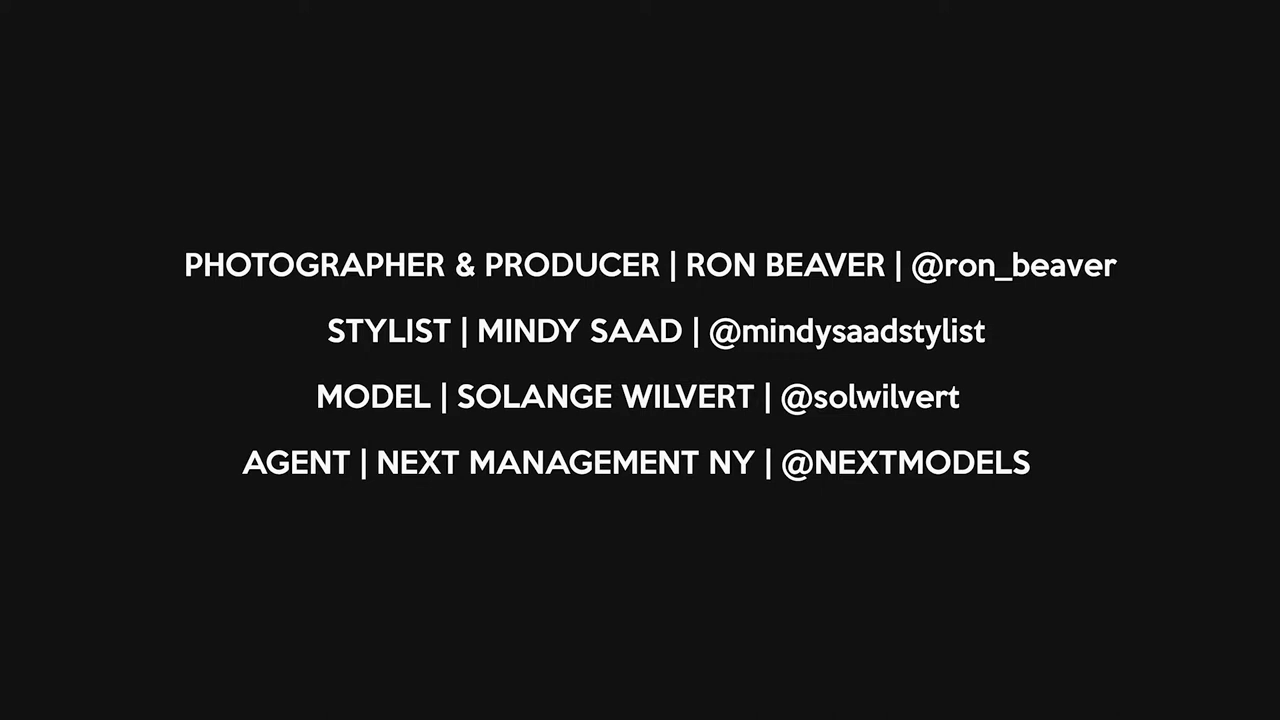 PHOTOGRAPHER & PRODUCER | RON BEAVER | @ron_beaver
STYLIST | MINDY SAAD | @mindysaadstylist
MODEL | SOLANGE WILVERT | @solwilvert
AGENT | NEXT MANAGEMENT NY | @NEXTMODELS